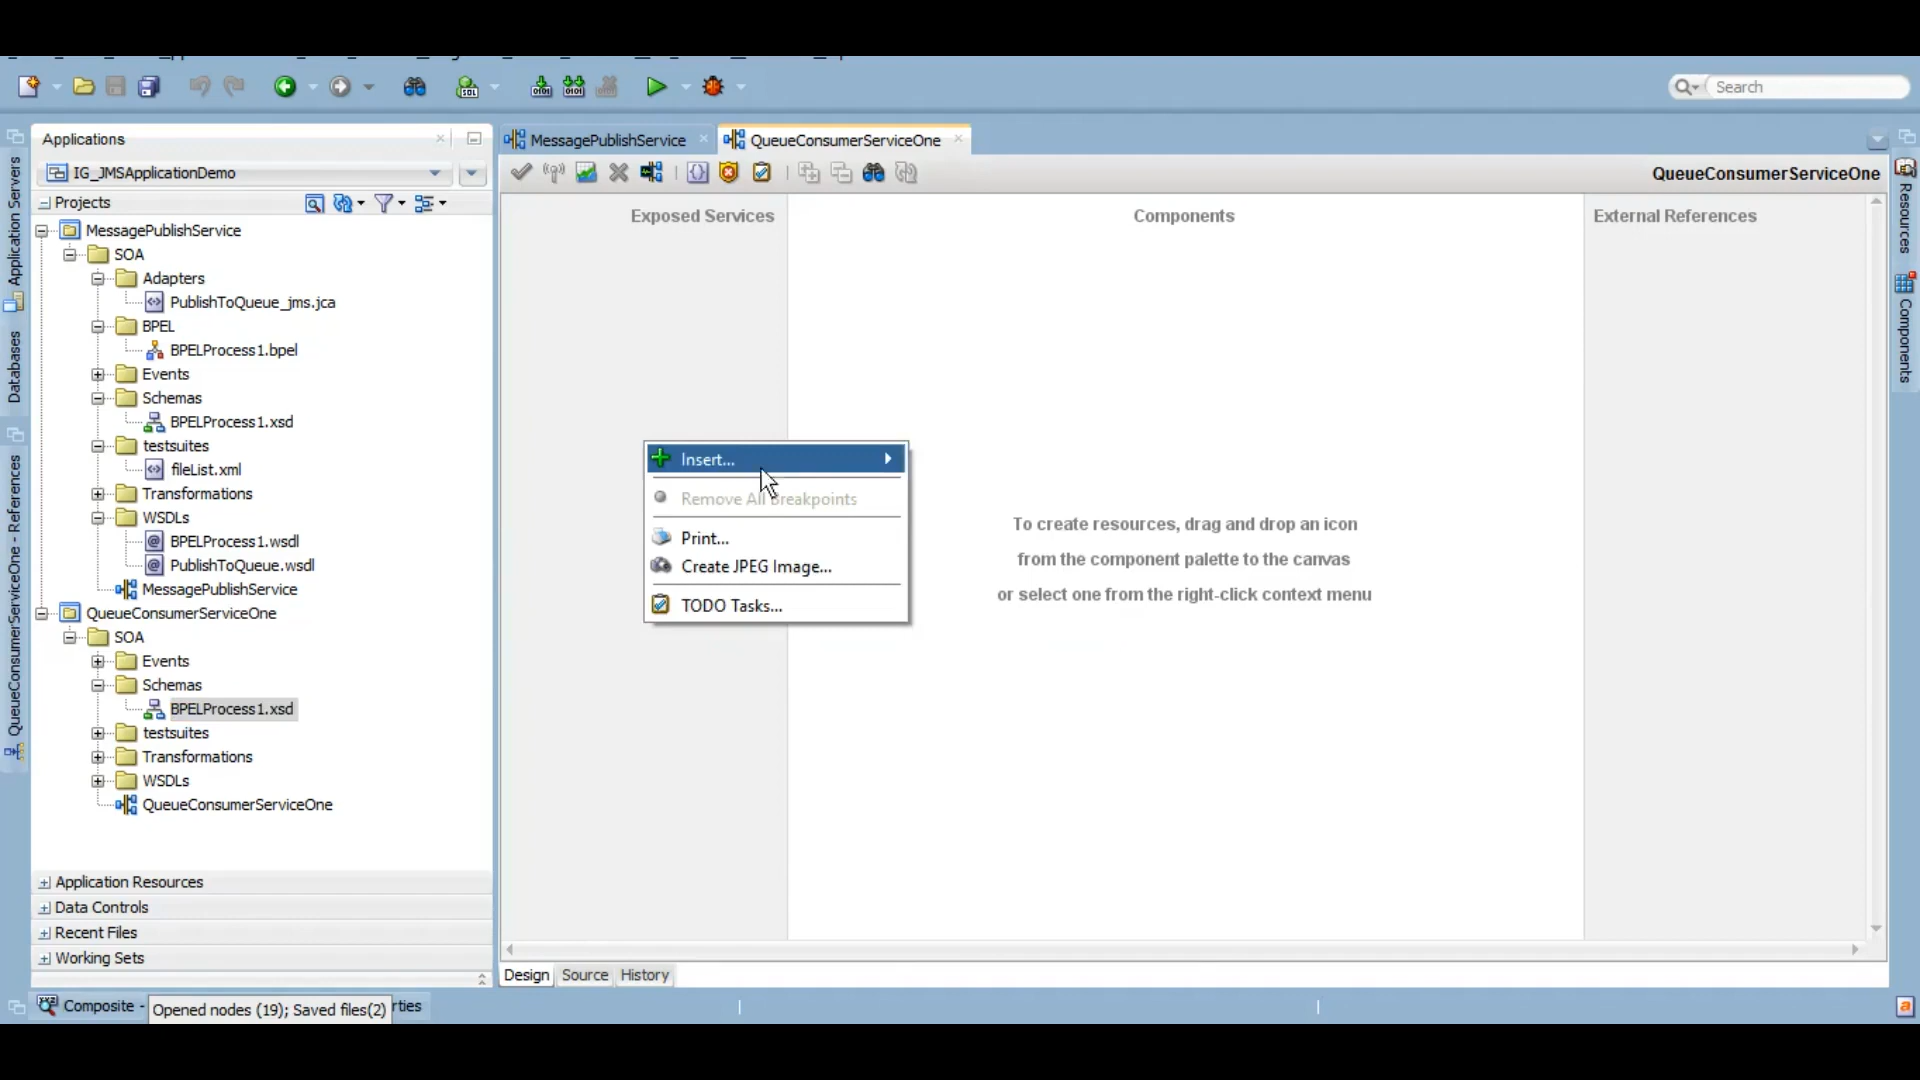 Search
Applications
IG_JMSApplicationDemo
Projects
MessagePublishService
SOA
Adapters
PublishToQueue_jms.jca
BPEL
BPELProcess1.bpel
Events
Schemas
BPELProcess1.xsd
testsuites
fileList.xml
Transformations
WSDLs
BPELProcess1.wsdl
PublishToQueue.wsdl
MessagePublishService
QueueConsumerServiceOne
SOA
Events
Schemas
BPELProcess1.xsd
testsuites
Transformations
WSDLs
QueueConsumerServiceOne
Application Resources
Data Controls
Recent Files
Working Sets
Application Servers
Databases
QueueConsumerServiceOne - References
MessagePublishService
QueueConsumerServiceOne
QueueConsumerServiceOne
Exposed Services
Components
External References
Insert...
Remove All Breakpoints
Print...
Create JPEG Image...
TODO Tasks...
To create resources, drag and drop an icon
from the component palette to the canvas
or select one from the right-click context menu
Design Source History
Resources
Components
Composite -
Opened nodes (19); Saved files(2)
rties